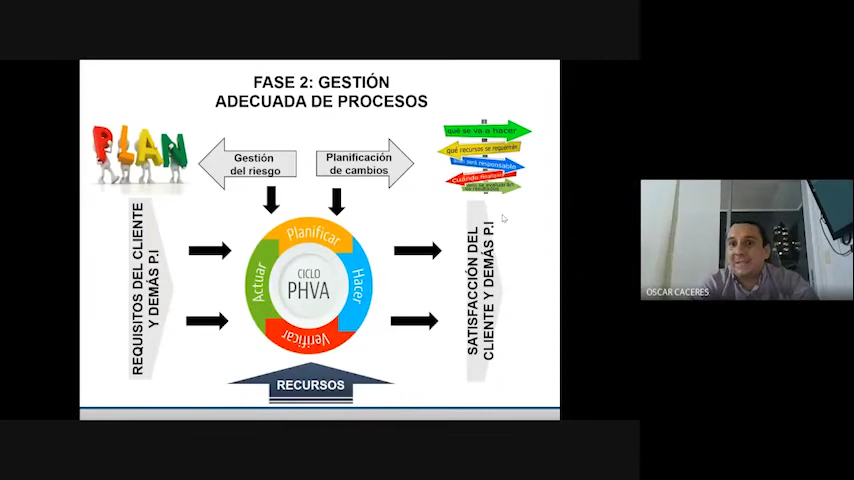 FASE 2: GESTIÓN
ADECUADA DE PROCESOS
PLAN
Gestión
del riesgo
Planificación
de cambios
qué se va a hacer
qué recursos se requerirán
quién será responsable
cuándo finalizará
REQUISITOS DEL CLIENTE
Y DEMÁS P.I
Planificar
Hacer
Verificar
Actuar
CICLO
PHVA
SATISFACCIÓN DEL
CLIENTE Y DEMÁS P.I
RECURSOS
OSCAR CACERES